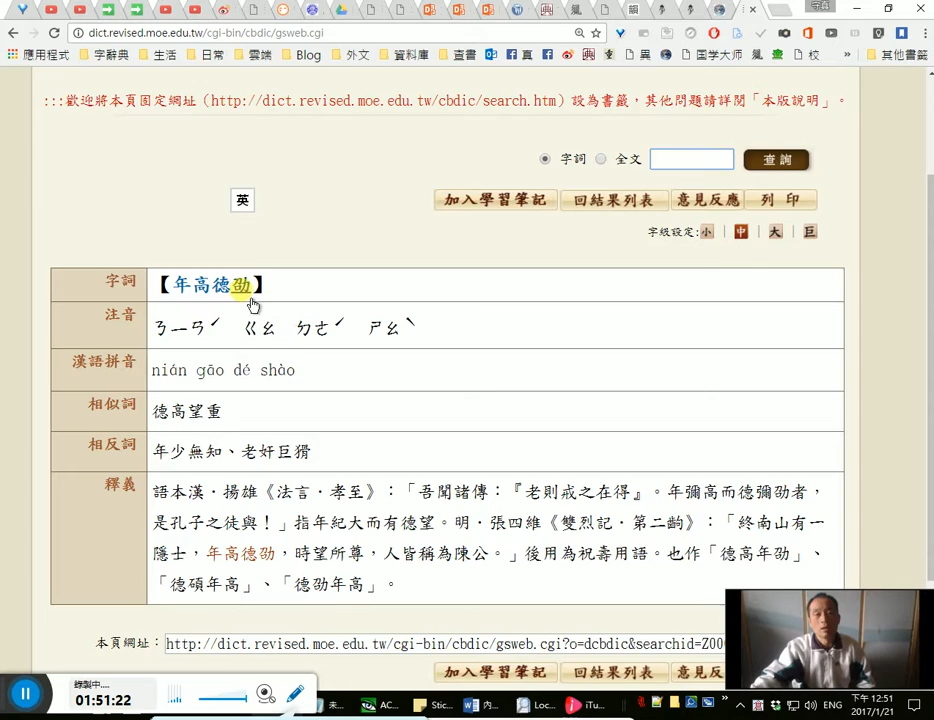 dict.revised.moe.edu.tw/cgi-bin/cbdic/gsweb.cgi
應用程式 字辭典 生活 日常 雲端 Blog 外文 資料庫 查書 真 異 国学大师 校 » 其他書籤
:::歡迎將本頁固定網址(http://dict.revised.moe.edu.tw/cbdic/search.htm)設為書籤,其他問題請詳閱「本版說明」。
字詞 全文 查詢
英 加入學習筆記 回結果列表 意見反應 列印
字級設定:小 | 中 | 大 | 巨
字詞 【年高德劭】
注音 ㄋㄧㄢˊ ㄍㄠ ㄉㄜˊ ㄕㄠˋ
漢語拼音 nián gāo dé shào
相似詞 德高望重
相反詞 年少無知、老奸巨猾
釋義 語本漢.揚雄《法言.孝至》:「吾聞諸傳:『老則戒之在得』。年彌高而德彌劭者,
是孔子之徒與!」指年紀大而有德望。明.張四維《雙烈記.第二齣》:「終南山有一
隱士,年高德劭,時望所尊,人皆稱為陳公。」後用為祝壽用語。也作「德高年劭」、
「德碩年高」、「德劭年高」。
本頁網址: http://dict.revised.moe.edu.tw/cgi-bin/cbdic/gsweb.cgi?o=dcbdic&searchid=Z00
加入學習筆記 回結果列表 意見反
錄製中....
01:51:22
未... AC... Stic... 內... Loc... iTu...
ENG
下午 12:51
2017/1/21